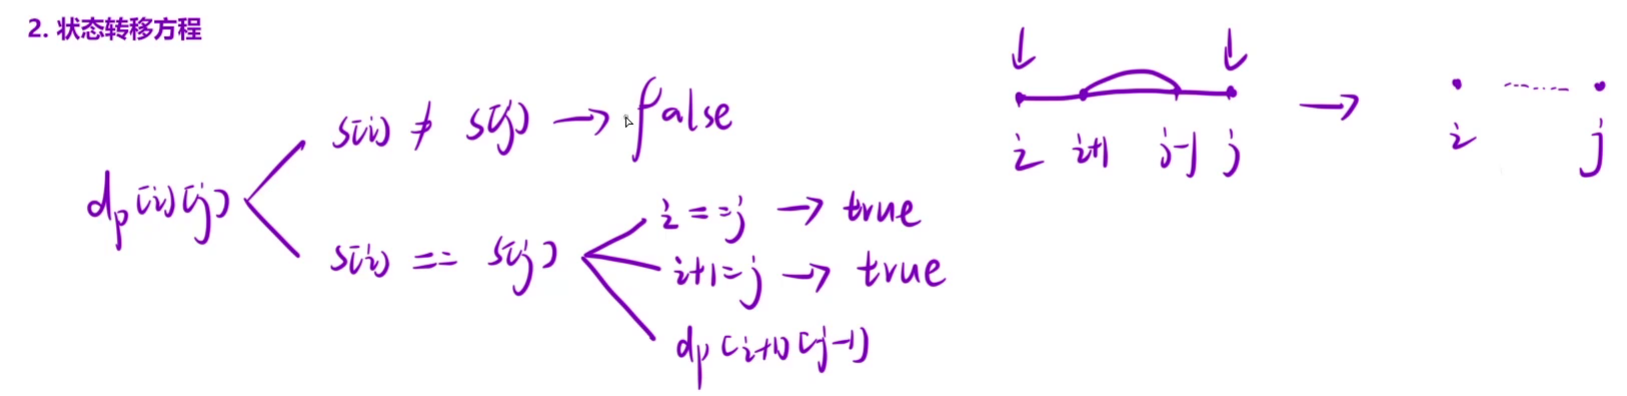 2. 状态转移方程
dp[i][j]
s[i] ≠ s[j] → false
s[i] == s[j]
i==j → true
i+1=j → true
dp[i+1][j-1]
i i+1 j-1 j → i ...... j